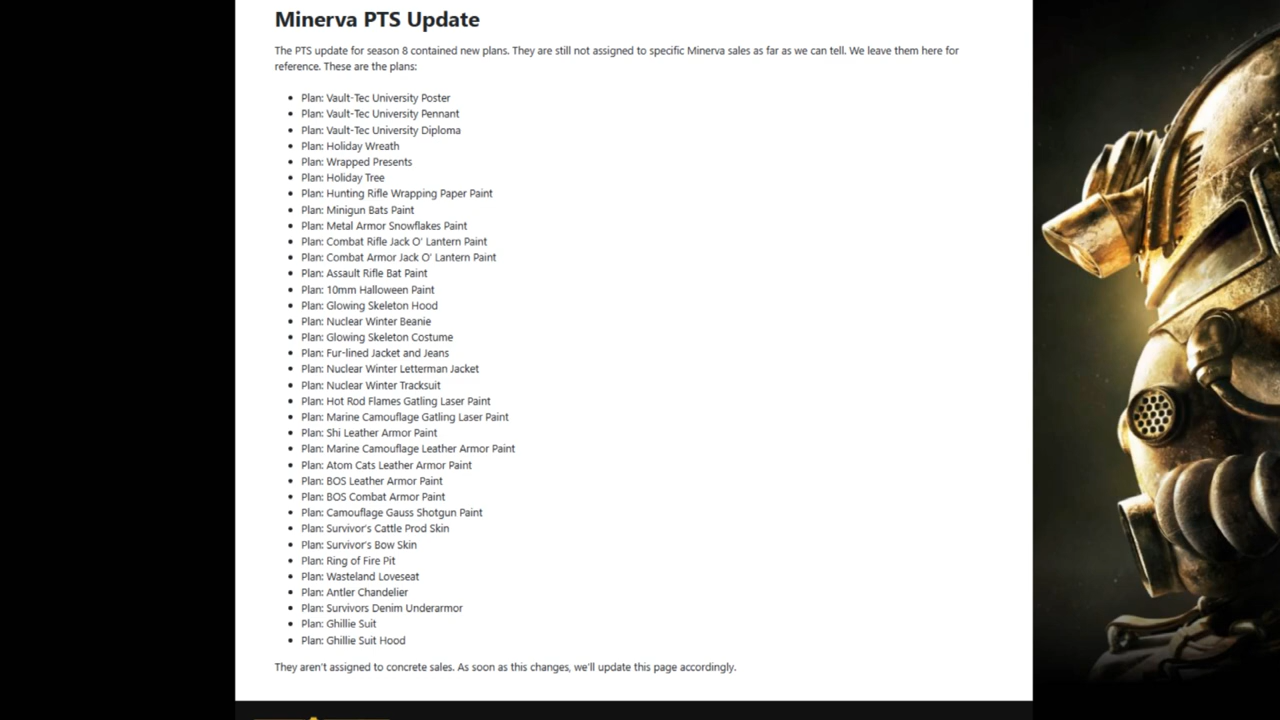 Minerva PTS Update
The PTS update for season 8 contained new plans. They are still not assigned to specific Minerva sales as far as we can tell. We leave them here for
reference. These are the plans:
Plan: Vault-Tec University Poster
Plan: Vault-Tec University Pennant
Plan: Vault-Tec University Diploma
Plan: Holiday Wreath
Plan: Wrapped Presents
Plan: Holiday Tree
Plan: Hunting Rifle Wrapping Paper Paint
Plan: Minigun Bats Paint
Plan: Metal Armor Snowflakes Paint
Plan: Combat Rifle Jack O' Lantern Paint
Plan: Combat Armor Jack O' Lantern Paint
Plan: Assault Rifle Bat Paint
Plan: 10mm Halloween Paint
Plan: Glowing Skeleton Hood
Plan: Nuclear Winter Beanie
Plan: Glowing Skeleton Costume
Plan: Fur-lined Jacket and Jeans
Plan: Nuclear Winter Letterman Jacket
Plan: Nuclear Winter Tracksuit
Plan: Hot Rod Flames Gatling Laser Paint
Plan: Marine Camouflage Gatling Laser Paint
Plan: Shi Leather Armor Paint
Plan: Marine Camouflage Leather Armor Paint
Plan: Atom Cats Leather Armor Paint
Plan: BOS Leather Armor Paint
Plan: BOS Combat Armor Paint
Plan: Camouflage Gauss Shotgun Paint
Plan: Survivor's Cattle Prod Skin
Plan: Survivor's Bow Skin
Plan: Ring of Fire Pit
Plan: Wasteland Loveseat
Plan: Antler Chandelier
Plan: Survivors Denim Underarmor
Plan: Ghillie Suit
Plan: Ghillie Suit Hood
They aren't assigned to concrete sales. As soon as this changes, we'll update this page accordingly.